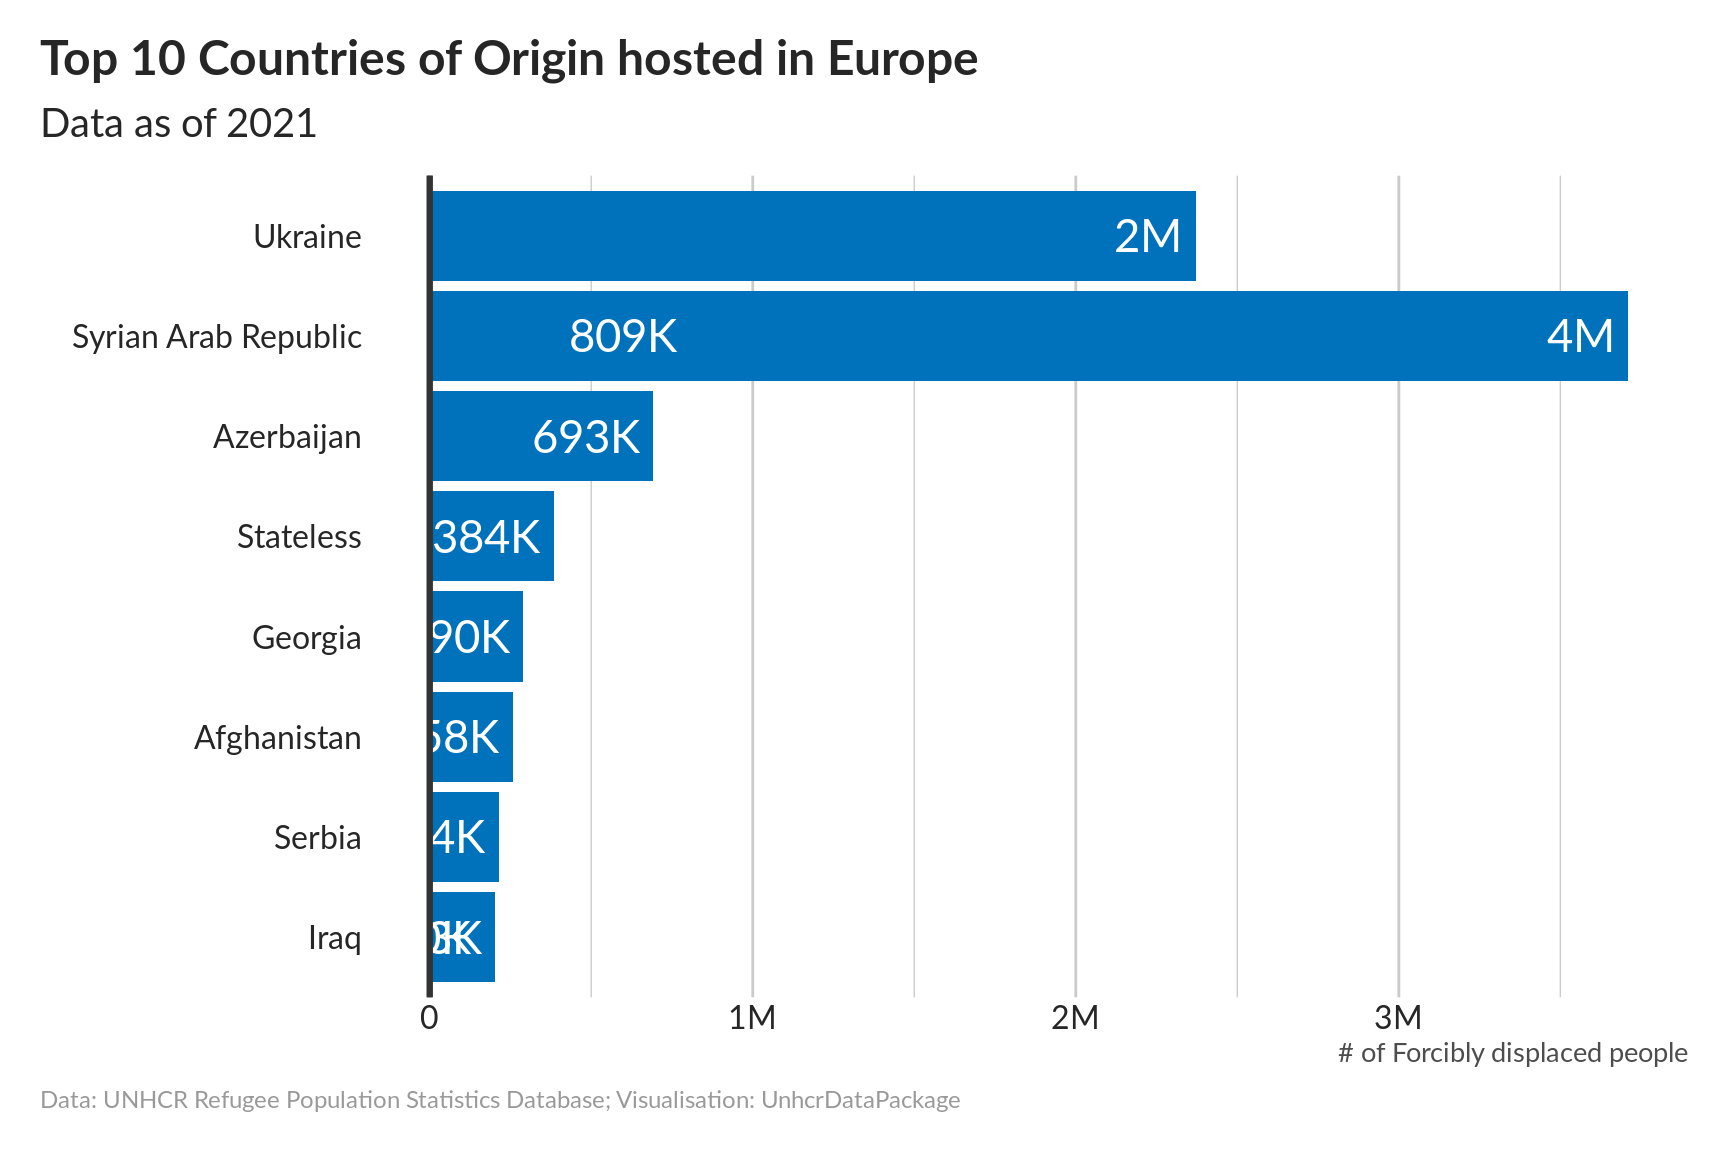 Top 10 Countries of Origin hosted in Europe
Data as of 2021
Ukraine 2M
Syrian Arab Republic 809K 4M
Azerbaijan 693K
Stateless 384K
Georgia 90K
Afghanistan 58K
Serbia 4K
Iraq
0 1M 2M 3M
# of Forcibly displaced people
Data: UNHCR Refugee Population Statistics Database; Visualisation: UnhcrDataPackage